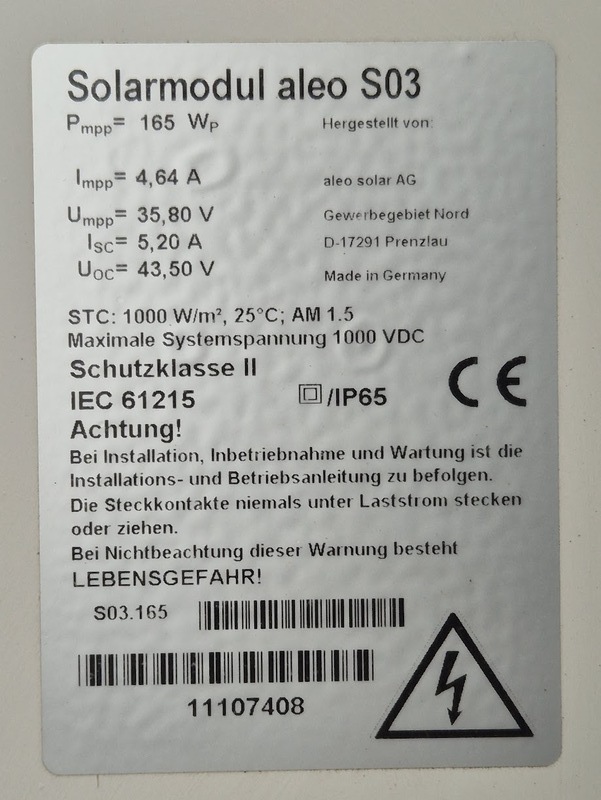 Solarmodul aleo S03
Pmpp= 165 WP
Hergestellt von:
Impp= 4,64 A
aleo solar AG
Umpp= 35,80 V
Gewerbegebiet Nord
ISC= 5,20 A
D-17291 Prenzlau
UOC= 43,50 V
Made in Germany
STC: 1000 W/m², 25°C; AM 1.5
Maximale Systemspannung 1000 VDC
Schutzklasse II
IEC 61215
/IP65
CE
Achtung!
Bei Installation, Inbetriebnahme und Wartung ist die
Installations- und Betriebsanleitung zu befolgen.
Die Steckkontakte niemals unter Laststrom stecken
oder ziehen.
Bei Nichtbeachtung dieser Warnung besteht
LEBENSGEFAHR!
S03.165
11107408